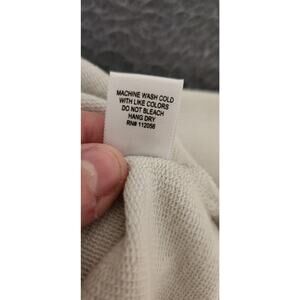 MACHINE WASH COLD
WITH LIKE COLORS
DO NOT BLEACH
HANG DRY
RN# 112056